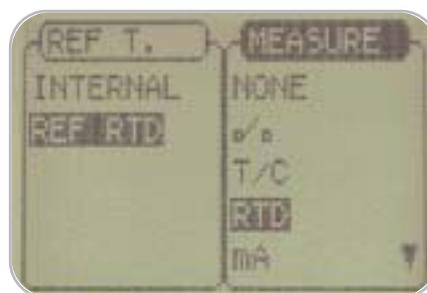 REF T.
INTERNAL
REF RTD
MEASURE
NONE
o/o
T/C
RTD
mA